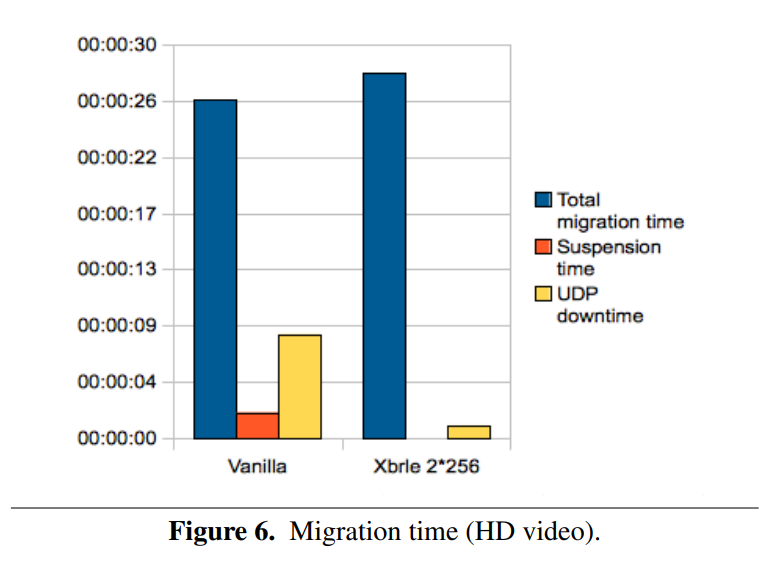 00:00:30
00:00:26
00:00:22
00:00:17
00:00:13
00:00:09
00:00:04
00:00:00
Vanilla
Xbrle 2*256
Total
migration time
Suspension
time
UDP
downtime
Figure 6. Migration time (HD video).